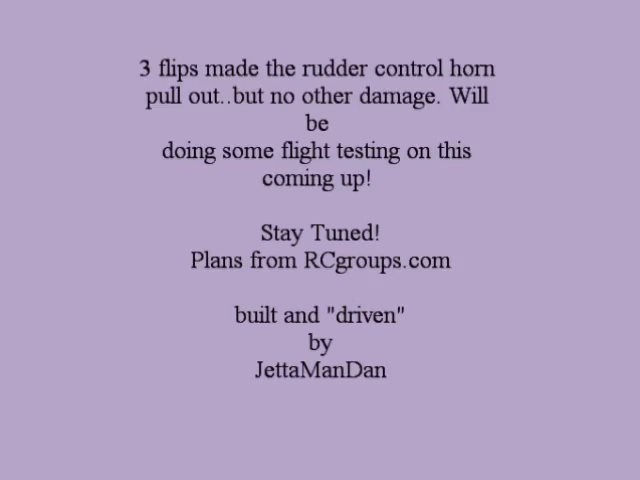 3 flips made the rudder control horn
pull out..but no other damage. Will
be
doing some flight testing on this
coming up!
Stay Tuned!
Plans from RCgroups.com
built and "driven"
by
JettaManDan